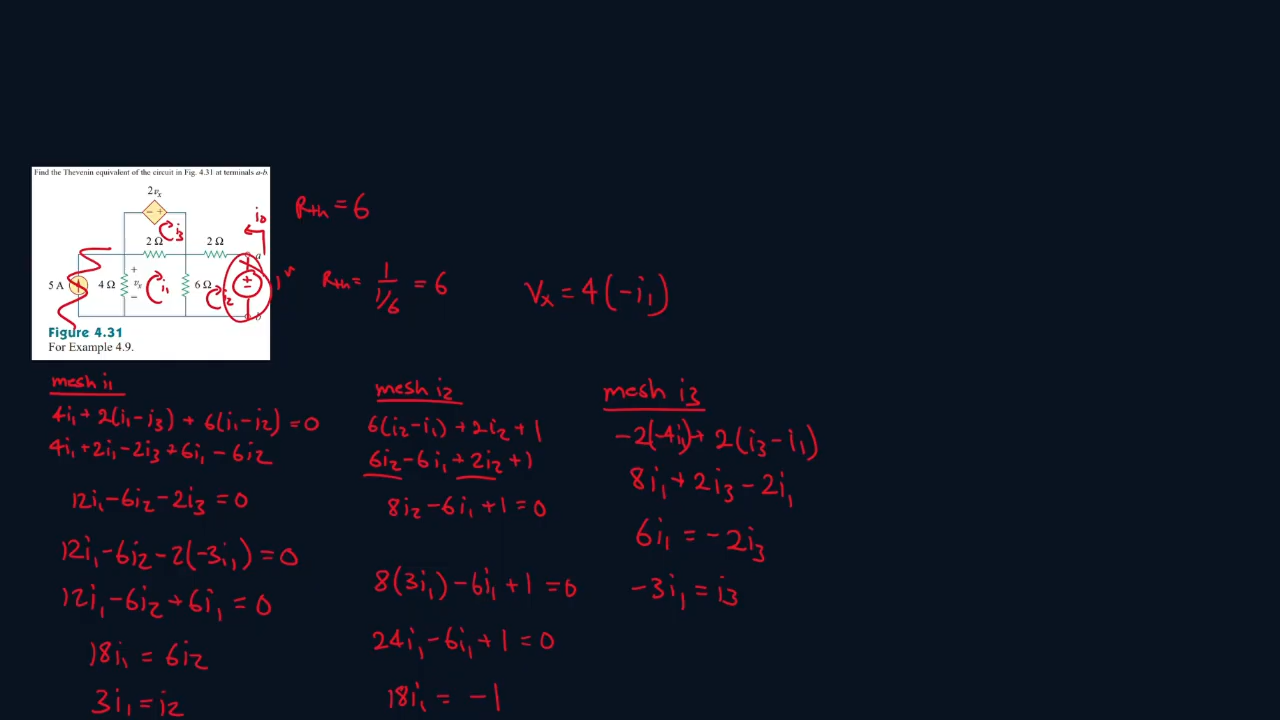 Find the Thevenin equivalent of the circuit in Fig. 4.31 at terminals a-b.
2vx
i3
i0
2 Ω
2 Ω
a
5 A
4 Ω
+
vx
−
i1
6 Ω
i2
+
−
1v
b
Figure 4.31
For Example 4.9.
Rth = 6
Rth = 1/(1/6) = 6
Vx = 4(-i1)
mesh i1
4i1 + 2(i1-i3) + 6(i1-i2) = 0
4i1 + 2i1 - 2i3 + 6i1 - 6i2
12i1 - 6i2 - 2i3 = 0
12i1 - 6i2 - 2(-3i1) = 0
12i1 - 6i2 + 6i1 = 0
18i1 = 6i2
3i1 = i2
mesh i2
6(i2-i1) + 2i2 + 1
6i2 - 6i1 + 2i2 + 1
8i2 - 6i1 + 1 = 0
8(3i1) - 6i1 + 1 = 0
24i1 - 6i1 + 1 = 0
18i1 = -1
mesh i3
-2(-4i1) + 2(i3-i1)
8i1 + 2i3 - 2i1
6i1 = -2i3
-3i1 = i3